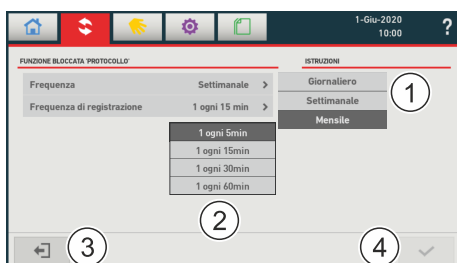 1-Giu-2020
10:00
?
FUNZIONE BLOCCATA 'PROTOCOLLO'
ISTRUZIONI
Frequenza
Settimanale >
Frequenza di registrazione
1 ogni 15 min >
Giornaliero
Settimanale
Mensile
1
1 ogni 5min
1 ogni 15min
1 ogni 30min
1 ogni 60min
2
3
4